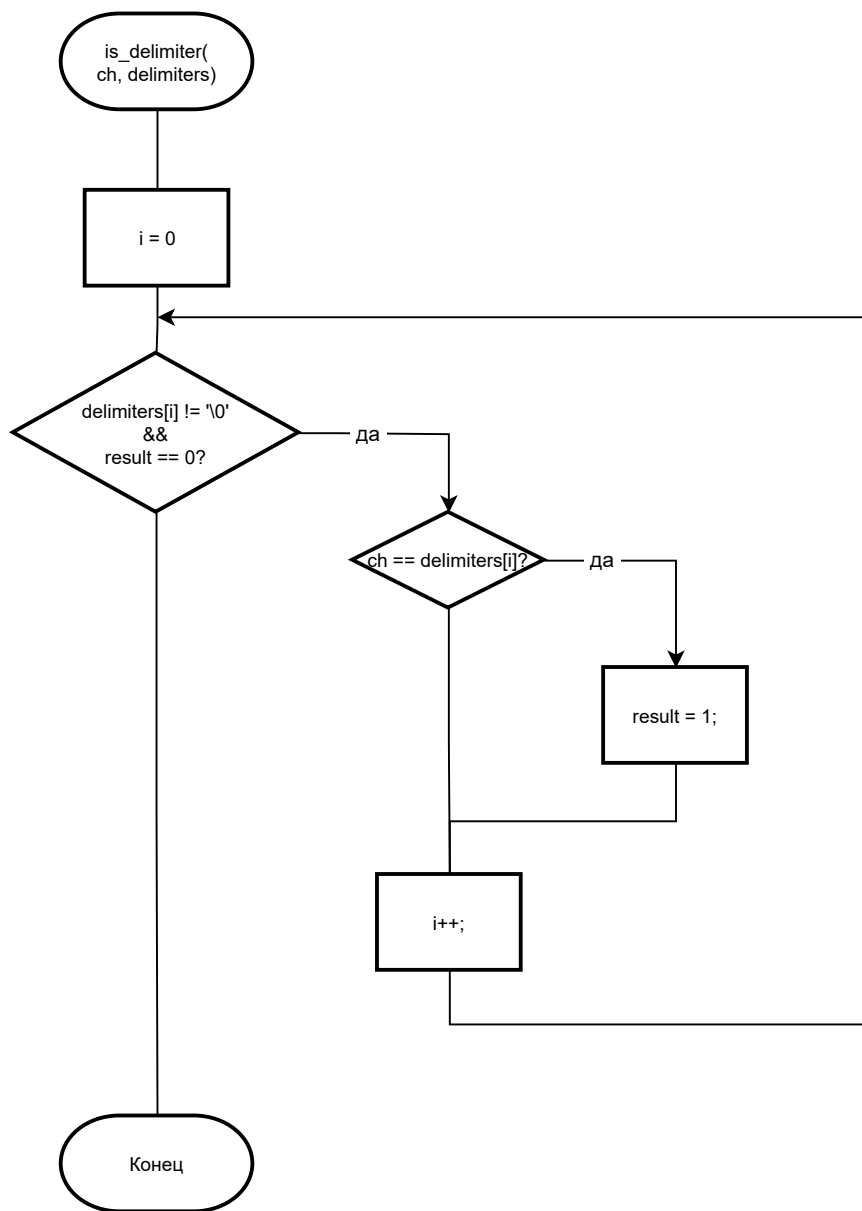 is_delimiter(
ch, delimiters)
i = 0
delimiters[i] != '\0'
&&
result == 0?
да
ch == delimiters[i]?
да
result = 1;
i++;
Конец